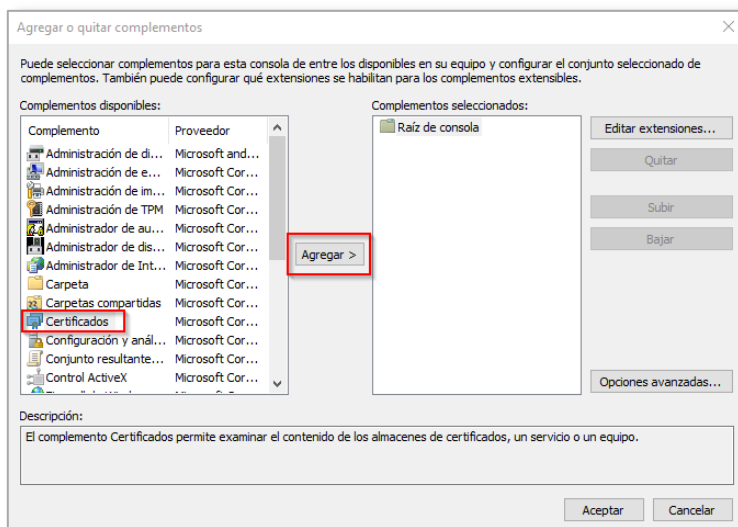 Agregar o quitar complementos
Puede seleccionar complementos para esta consola de entre los disponibles en su equipo y configurar el conjunto seleccionado de
complementos. También puede configurar qué extensiones se habilitan para los complementos extensibles.
Complementos disponibles:
Complemento Proveedor
Administración de di... Microsoft and...
Administración de e... Microsoft Cor...
Administración de im... Microsoft Cor...
Administración de TPM Microsoft Cor...
Administrador de au... Microsoft Cor...
Administrador de dis... Microsoft Cor...
Administrador de Int... Microsoft Cor...
Carpeta Microsoft Cor...
Carpetas compartidas Microsoft Cor...
Certificados Microsoft Cor...
Configuración y anál... Microsoft Cor...
Conjunto resultante... Microsoft Cor...
Control ActiveX Microsoft Cor...
Agregar >
Complementos seleccionados:
Raíz de consola
Editar extensiones...
Quitar
Subir
Bajar
Opciones avanzadas...
Descripción:
El complemento Certificados permite examinar el contenido de los almacenes de certificados, un servicio o un equipo.
Aceptar
Cancelar